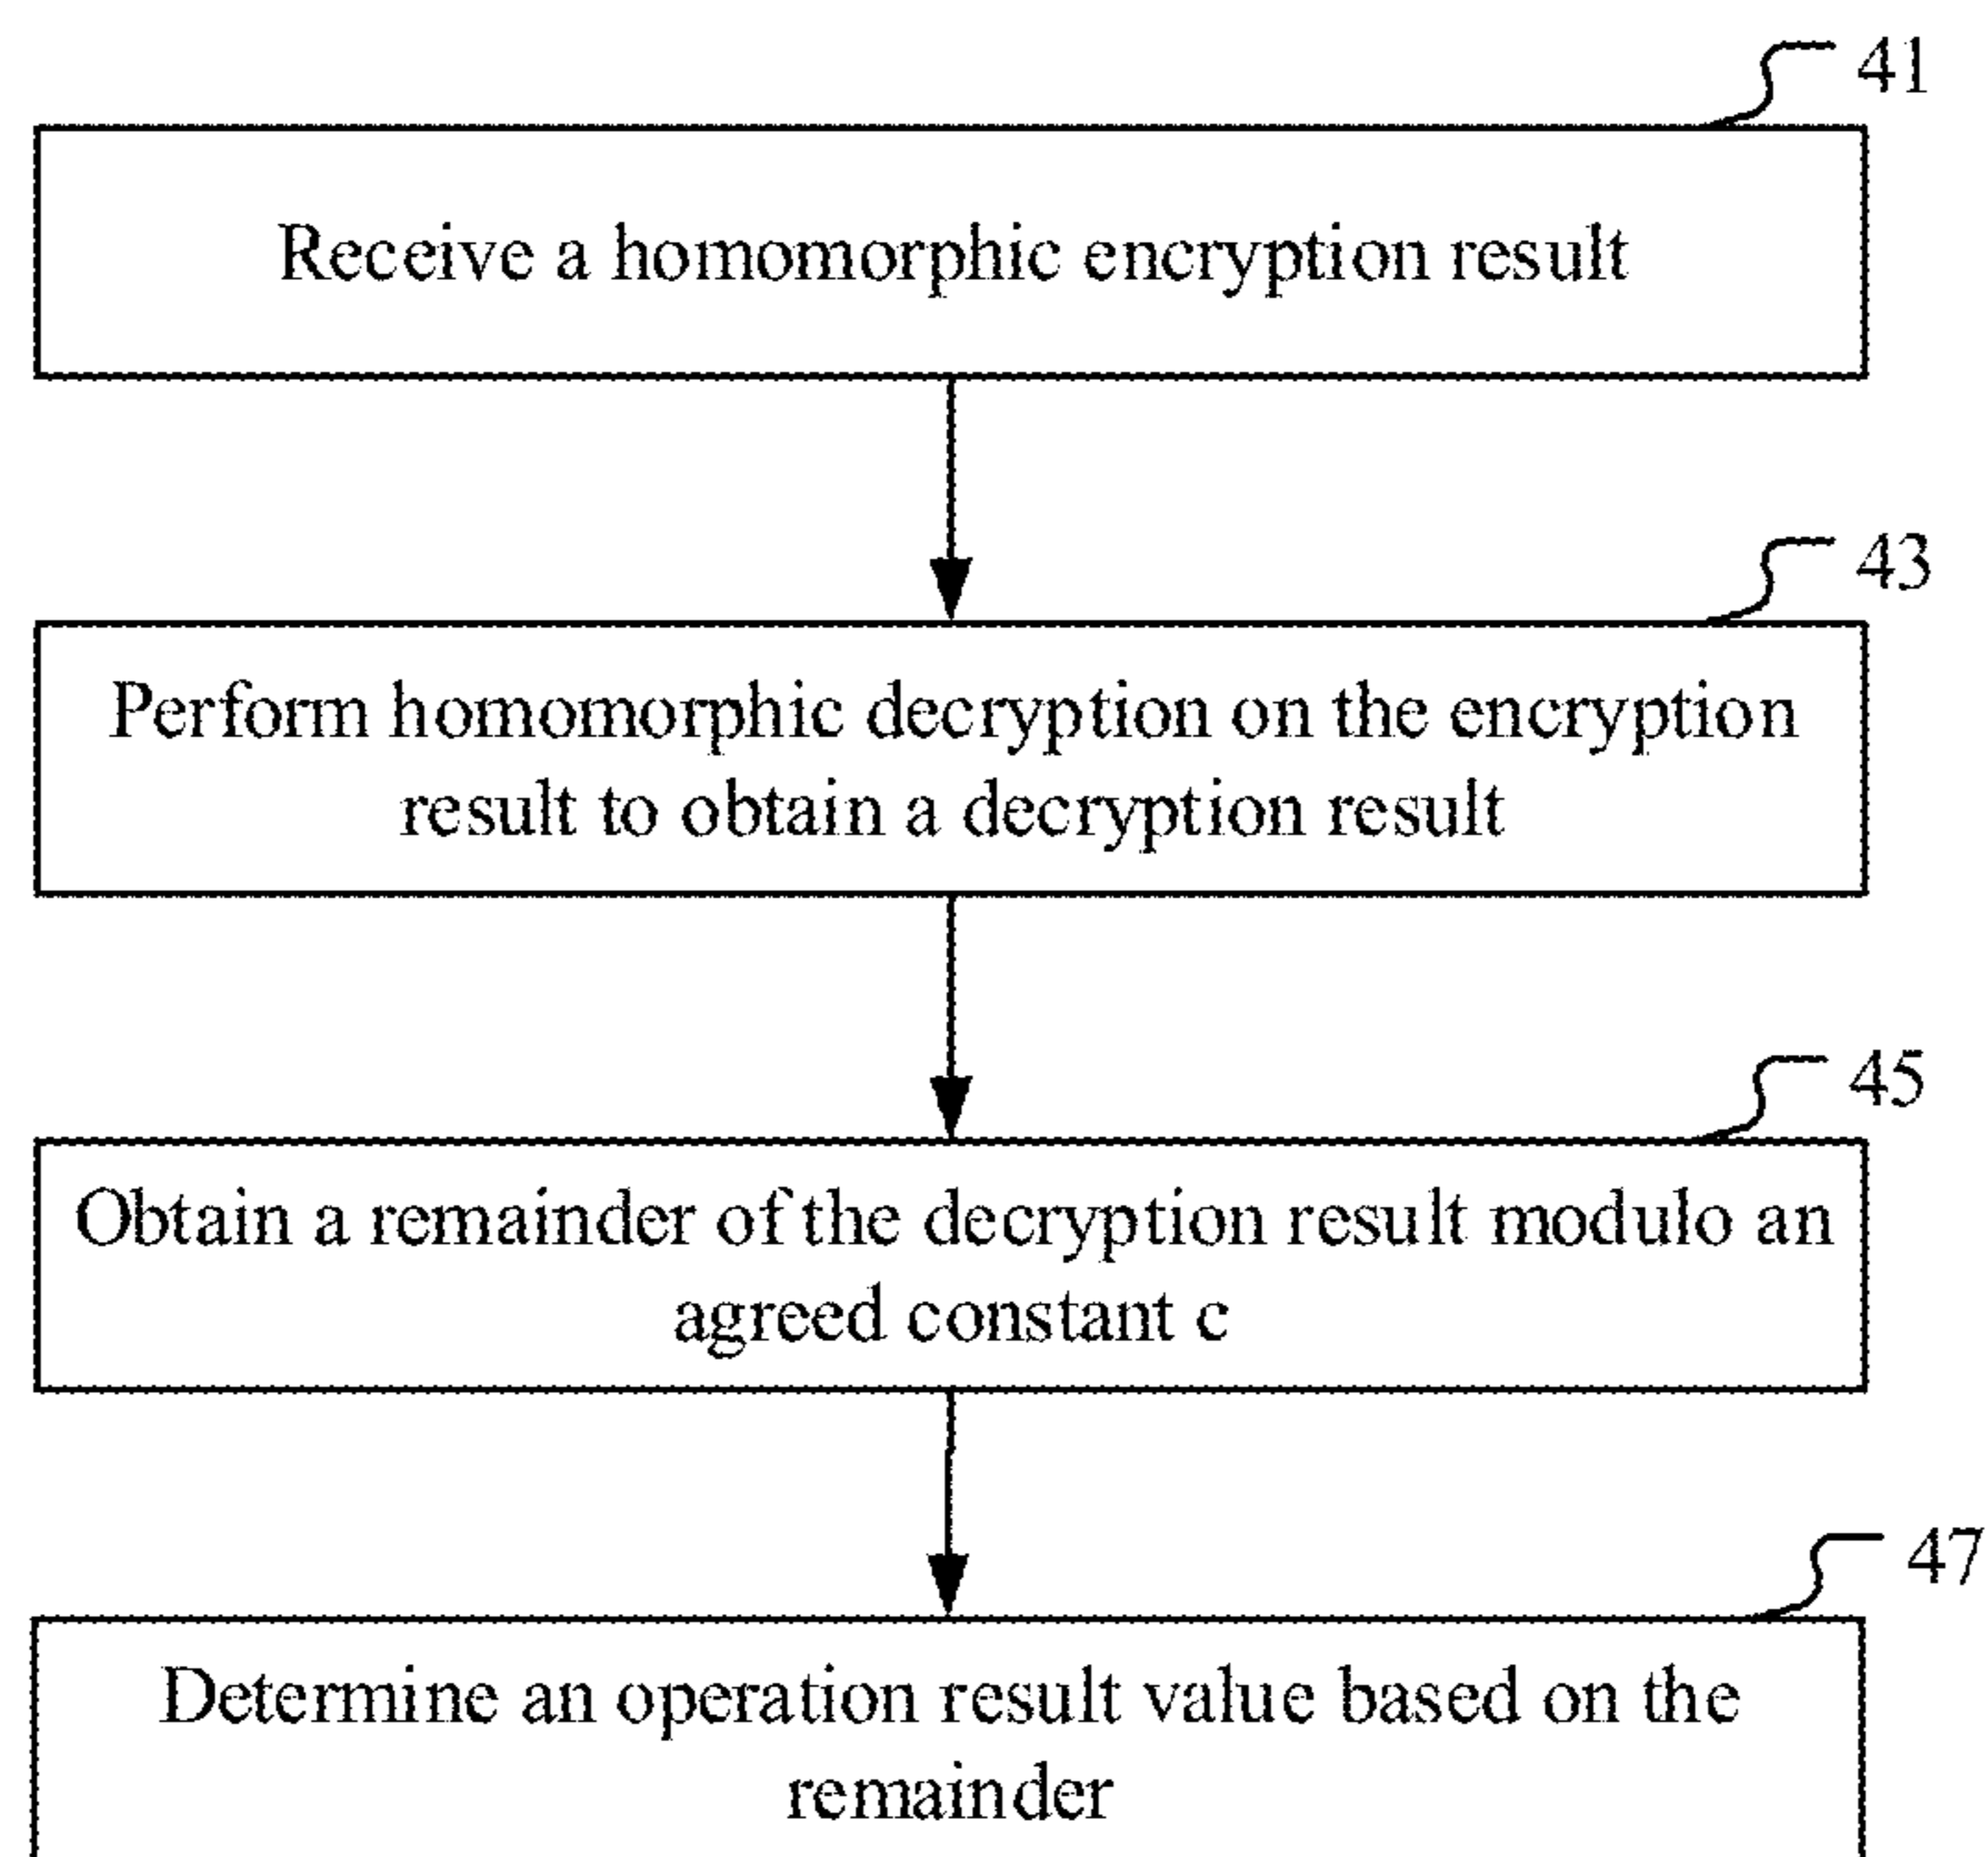 41
Receive a homomorphic encryption result
43
Perform homomorphic decryption on the encryption
result to obtain a decryption result
45
Obtain a remainder of the decryption result modulo an
agreed constant c
47
Determine an operation result value based on the
remainder